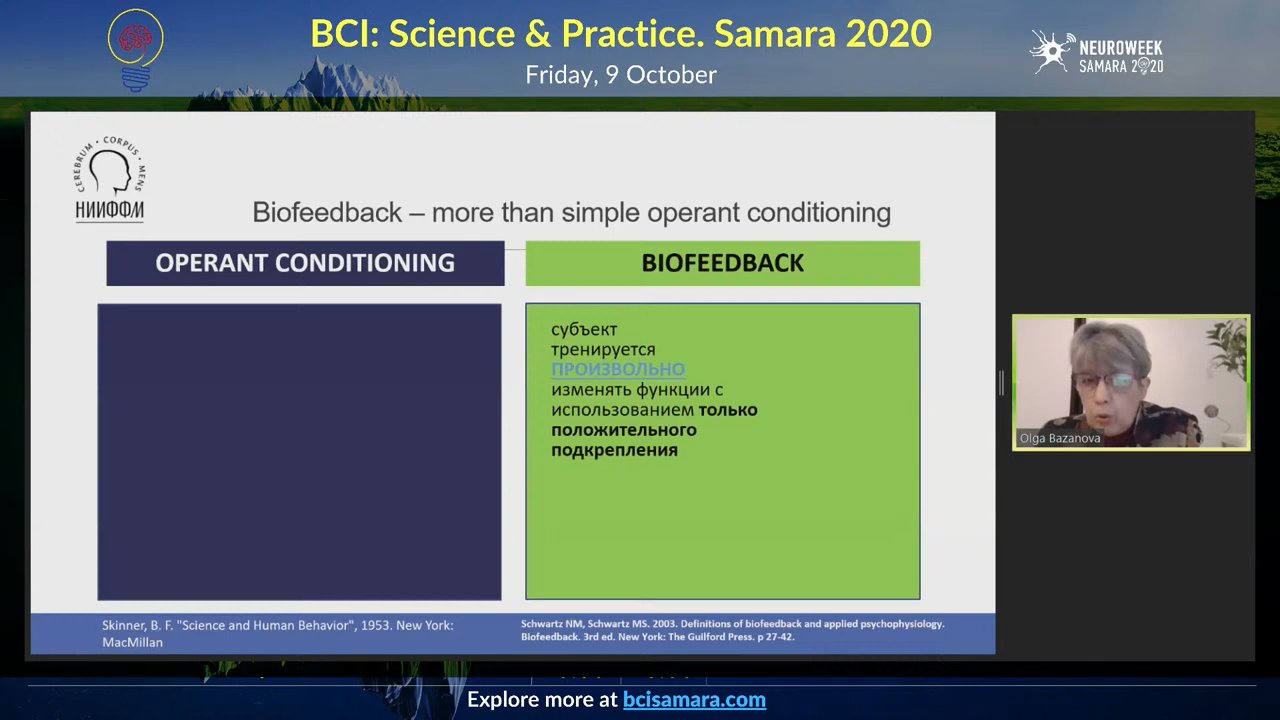 BCI: Science & Practice. Samara 2020
Friday, 9 October
NEUROWEEK
SAMARA 2020
CEREBRUM • CORPUS • MENS
НИИФФМ
Biofeedback – more than simple operant conditioning
OPERANT CONDITIONING
BIOFEEDBACK
субъект
тренируется
ПРОИЗВОЛЬНО
изменять функции с
использованием только
положительного
подкрепления
Olga Bazanova
Skinner, B. F. "Science and Human Behavior", 1953. New York:
MacMillan
Schwartz NM, Schwartz MS. 2003. Definitions of biofeedback and applied psychophysiology.
Biofeedback. 3rd ed. New York: The Guilford Press. p 27-42.
Explore more at bcisamara.com